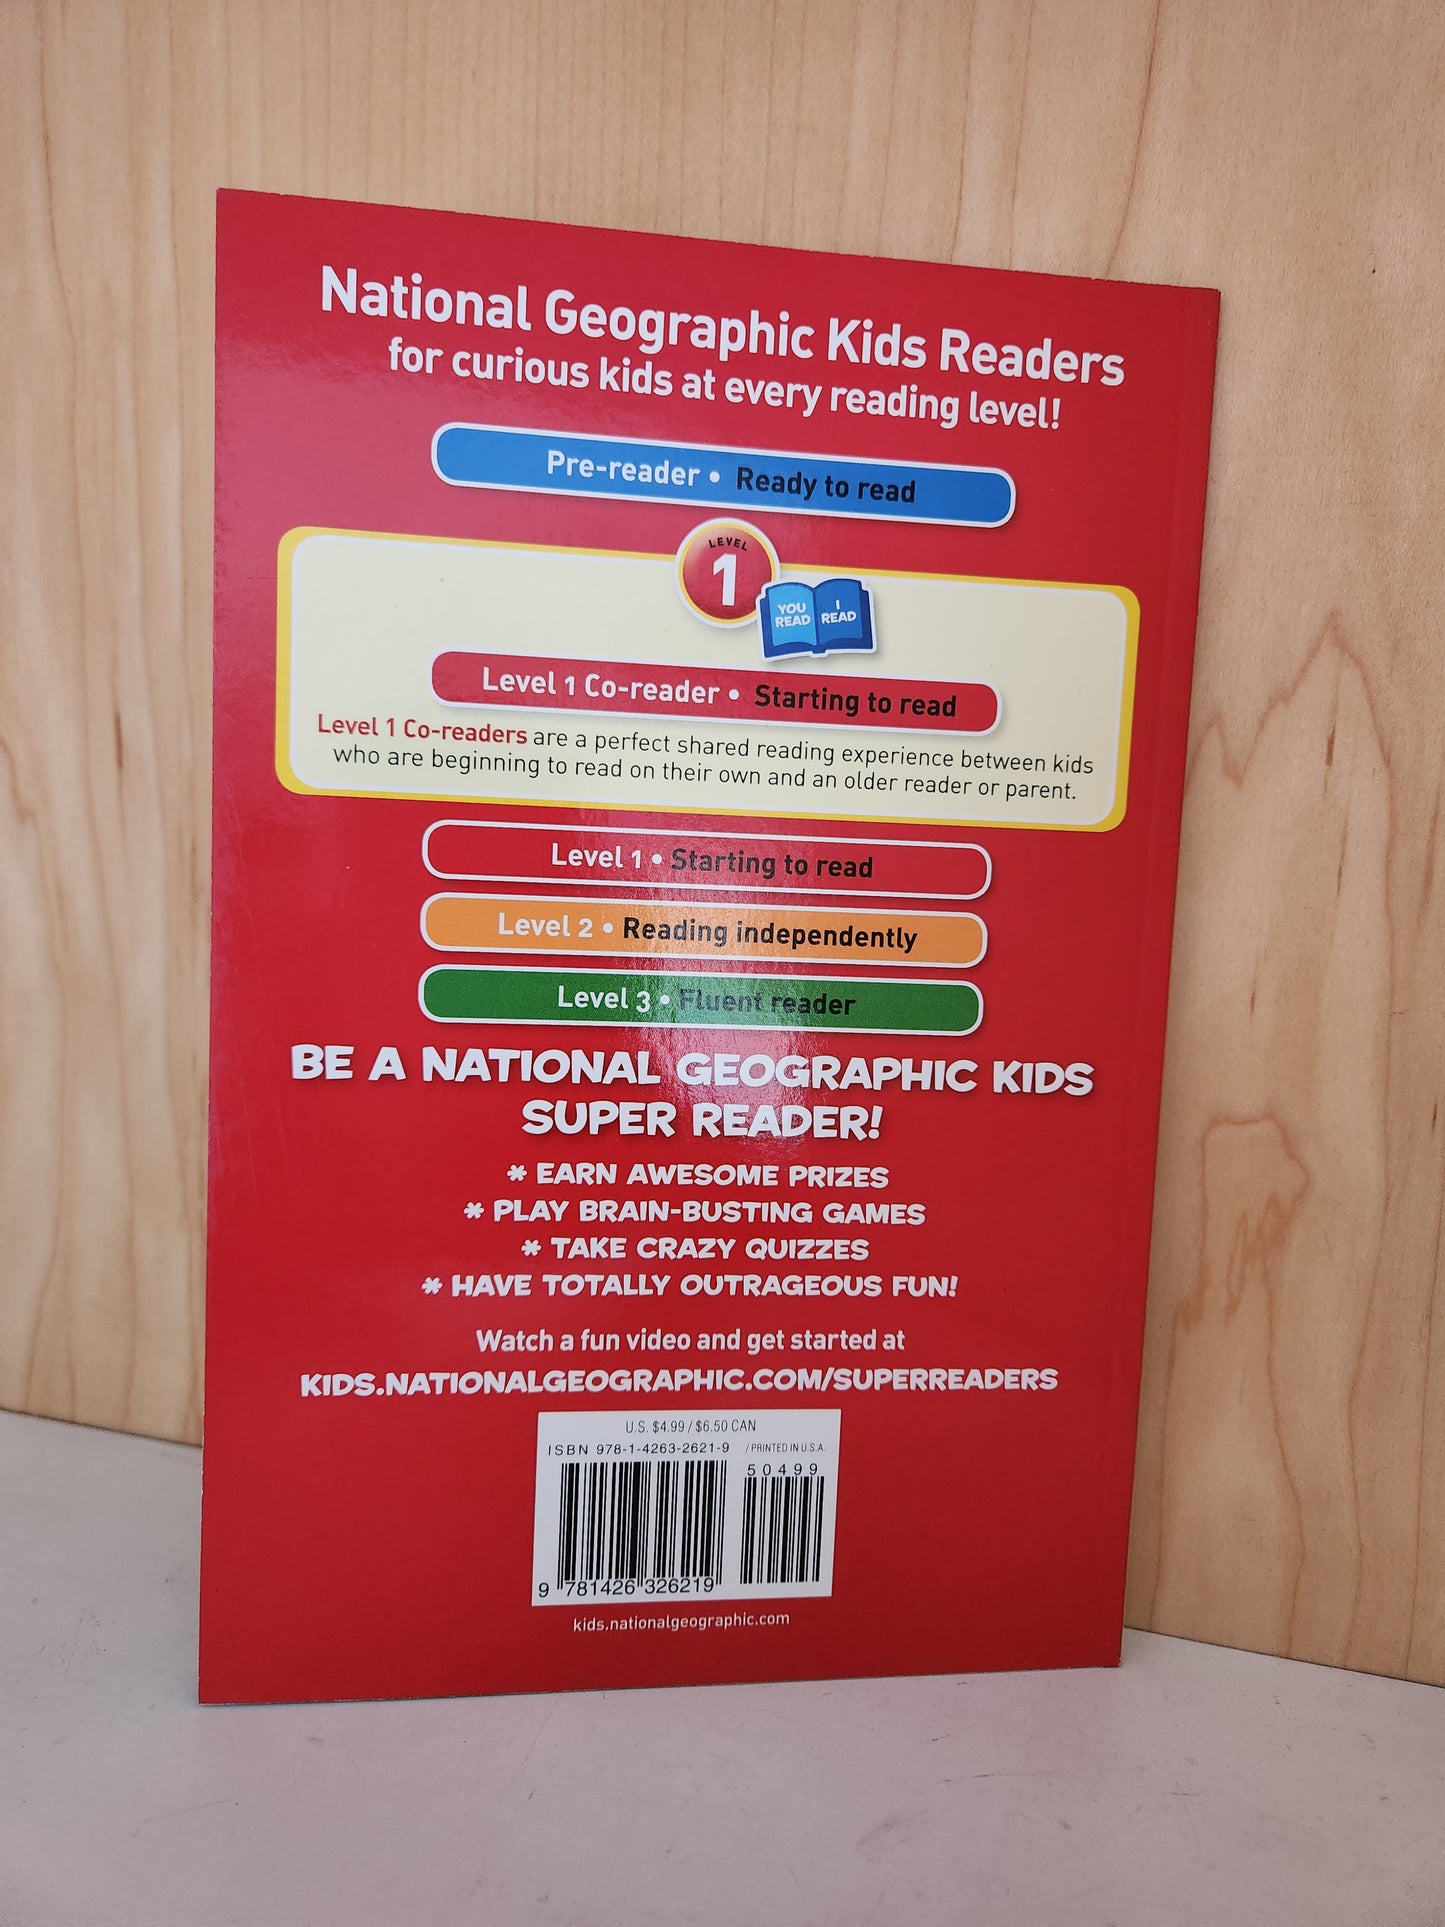 National Geographic Kids Readers
for curious kids at every reading level!
Pre-reader • Ready to read
LEVEL
1
YOU READ
I READ
Level 1 Co-reader • Starting to read
Level 1 Co-readers are a perfect shared reading experience between kids
who are beginning to read on their own and an older reader or parent.
Level 1 • Starting to read
Level 2 • Reading independently
Level 3 • Fluent reader
BE A NATIONAL GEOGRAPHIC KIDS
SUPER READER!
* EARN AWESOME PRIZES
* PLAY BRAIN-BUSTING GAMES
* TAKE CRAZY QUIZZES
* HAVE TOTALLY OUTRAGEOUS FUN!
Watch a fun video and get started at
KIDS.NATIONALGEOGRAPHIC.COM/SUPERREADERS
U.S. $4.99 / $6.50 CAN
ISBN 978-1-4263-2621-9 / PRINTED IN U.S.A.
50499
9 781426 326219
kids.nationalgeographic.com